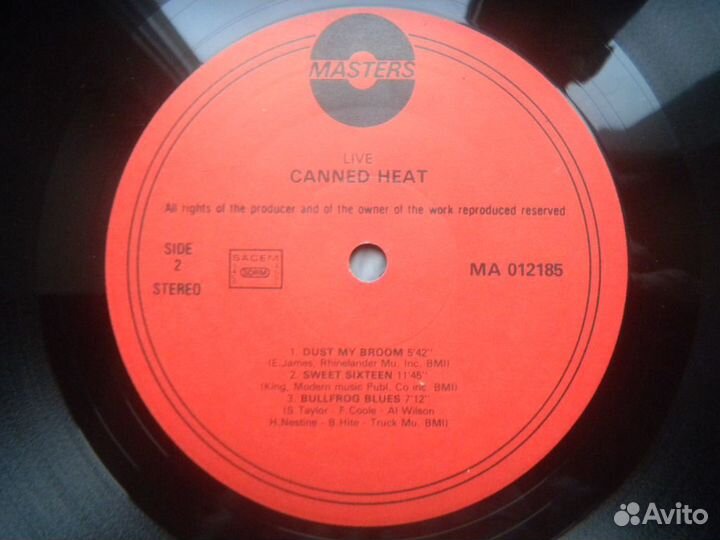 MASTERS
LIVE
CANNED HEAT
All rights of the producer and of the owner of the work reproduced reserved
SIDE
2
STEREO
SACEM
SDRM
MA 012185
1. DUST MY BROOM 5'42''
(E.James, Rhinelander Mu. Inc. BMI)
2. SWEET SIXTEEN 11'45''
(King, Modern music Publ. Co inc. BMI)
3. BULLFROG BLUES 7'12''
(S.Taylor - F.Coole - Al Wilson
H.Nestine - B.Hite - Truck Mu. BMI)
Avito